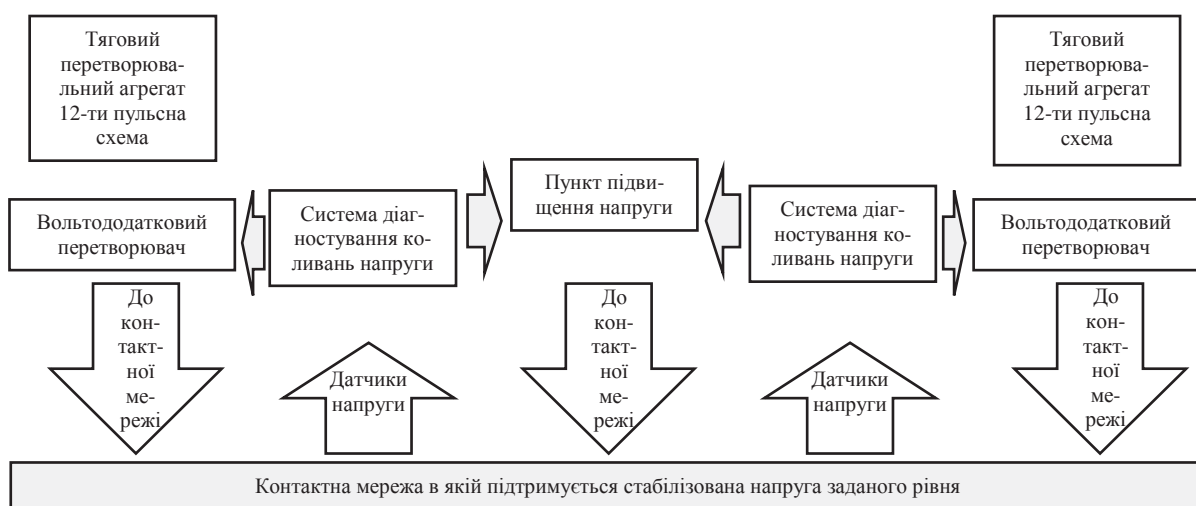 Тяговий
перетворюва-
льний агрегат
12-ти пульсна
схема
Тяговий
перетворюва-
льний агрегат
12-ти пульсна
схема
Вольтододатковий
перетворювач
Система діаг-
ностування ко-
ливань напруги
Пункт підви-
щення напруги
Система діаг-
ностування ко-
ливань напруги
Вольтододатковий
перетворювач
До
кон-
тактт-
ної
ме-
режі
Датчики
напруги
До
кон-
такт-
ної
ме-
режі
Датчики
напруги
До
кон-
такт-
ної
ме-
режі
Контактна мережа в якій підтримується стабілізована напруга заданого рівня